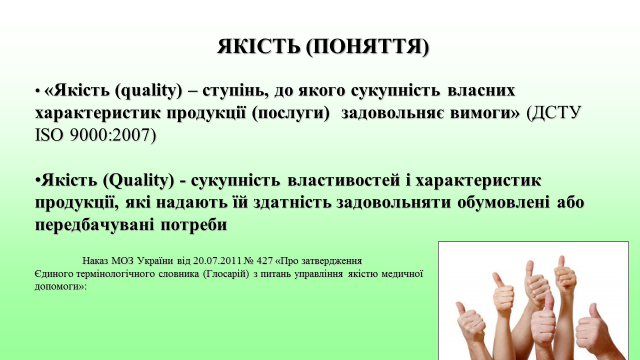 ЯКІСТЬ (ПОНЯТТЯ)
• «Якість (quality) – ступінь, до якого сукупність власних
характеристик продукції (послуги) задовольняє вимоги» (ДСТУ
ISO 9000:2007)
•Якість (Quality) - сукупність властивостей і характеристик
продукції, які надають їй здатність задовольняти обумовлені або
передбачувані потреби
Наказ МОЗ України від 20.07.2011 № 427 «Про затвердження
Єдиного термінологічного словника (Глосарій) з питань управління якістю медичної
допомоги»: